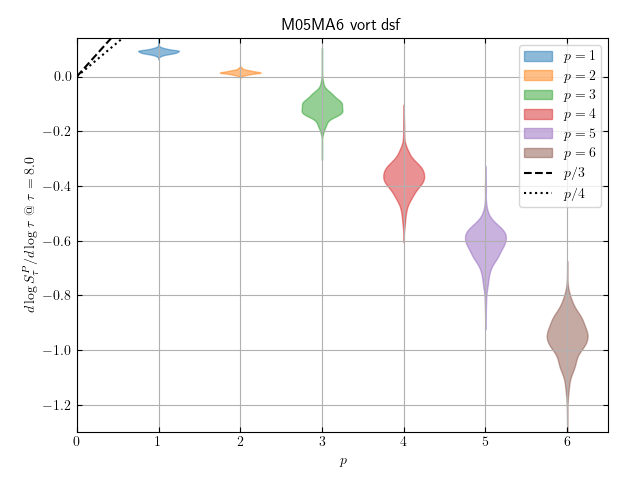 M05MA6 vort dsf
d log S_τ^P / d log τ @ τ = 8.0
0.0
−0.2
−0.4
−0.6
−0.8
−1.0
−1.2
0 1 2 3 4 5 6
p
p = 1
p = 2
p = 3
p = 4
p = 5
p = 6
p/3
p/4